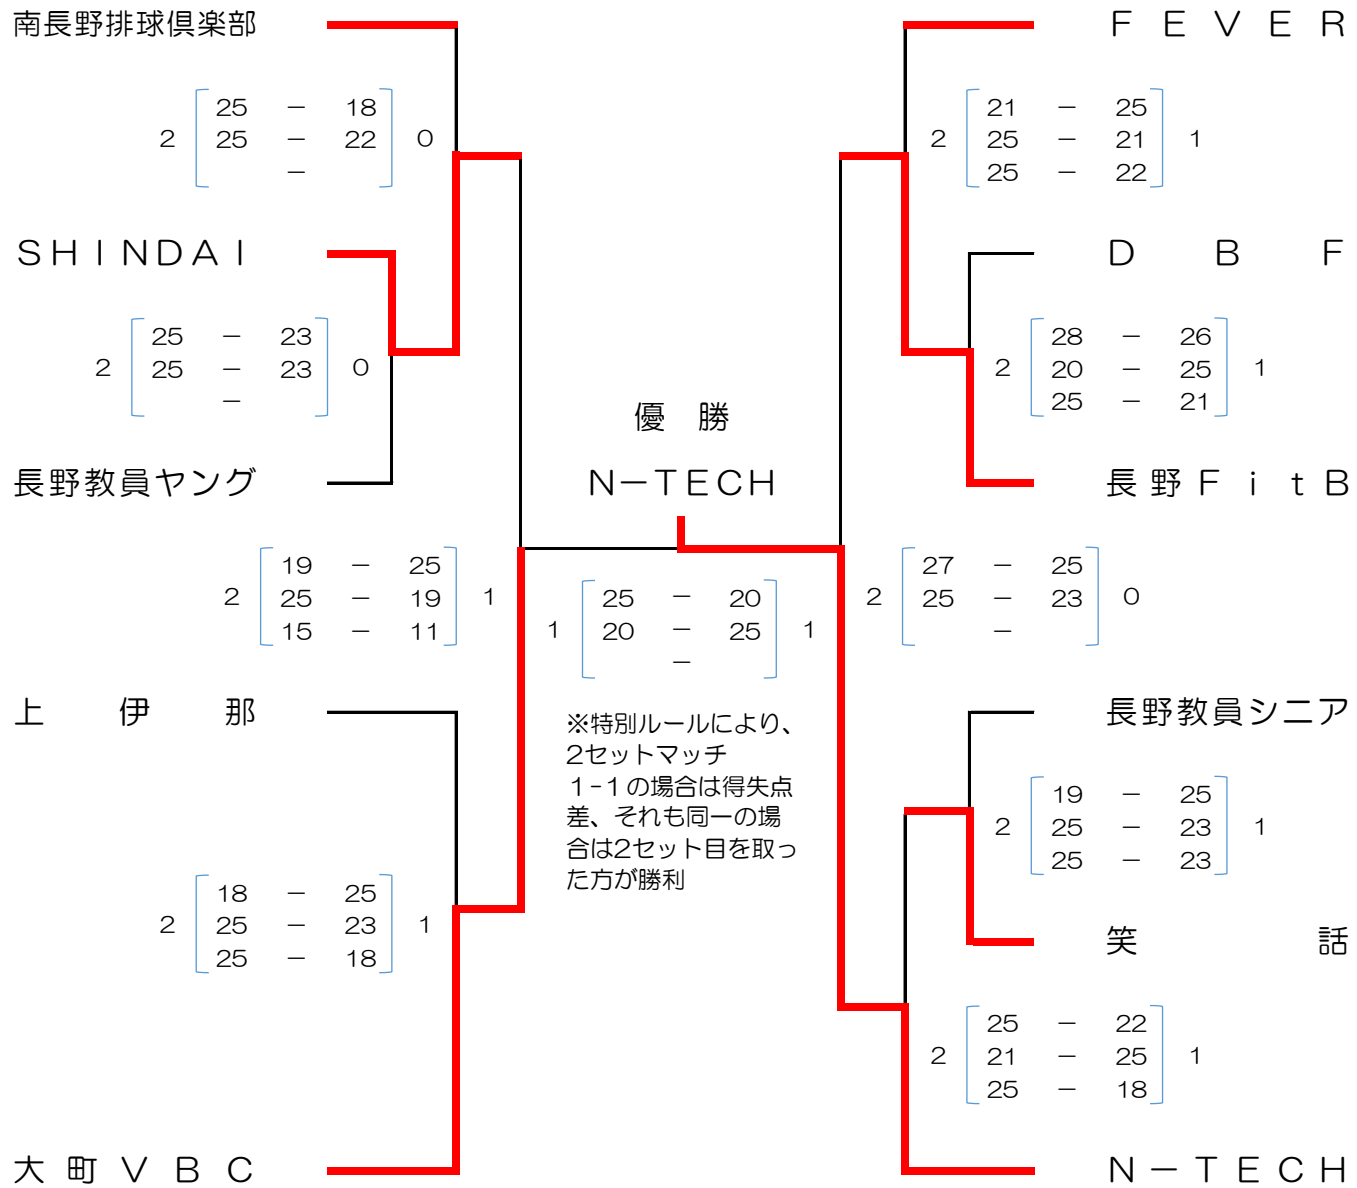 南長野排球倶楽部
25 － 18
2 25 － 22 0
－
SHINDAI
25 － 23
2 25 － 23 0
－
長野教員ヤング
19 － 25
2 25 － 19 1
15 － 11
上伊那
18 － 25
2 25 － 23 1
25 － 18
大町VBC
優勝
N－TECH
25 － 20
1 20 － 25 1
－
※特別ルールにより、
2セットマッチ
1-1の場合は得失点
差、それも同一の場
合は2セット目を取っ
た方が勝利
FEVER
21 － 25
2 25 － 21 1
25 － 22
DBF
28 － 26
2 20 － 25 1
25 － 21
長野FitB
27 － 25
2 25 － 23 0
－
長野教員シニア
19 － 25
2 25 － 23 1
25 － 23
笑話
25 － 22
2 21 － 25 1
25 － 18
N－TECH